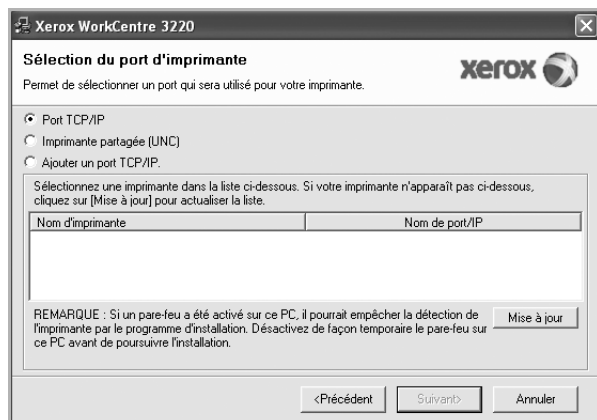 Xerox WorkCentre 3220
Sélection du port d'imprimante
Permet de sélectionner un port qui sera utilisé pour votre imprimante.
xerox
Port TCP/IP
Imprimante partagée (UNC)
Ajouter un port TCP/IP.
Sélectionnez une imprimante dans la liste ci-dessous. Si votre imprimante n'apparaît pas ci-dessous,
cliquez sur [Mise à jour] pour actualiser la liste.
Nom d'imprimante Nom de port/IP
REMARQUE : Si un pare-feu a été activé sur ce PC, il pourrait empêcher la détection de
l'imprimante par le programme d'installation. Désactivez de façon temporaire le pare-feu sur
ce PC avant de poursuivre l'installation.
Mise à jour
<Précédent Suivant> Annuler